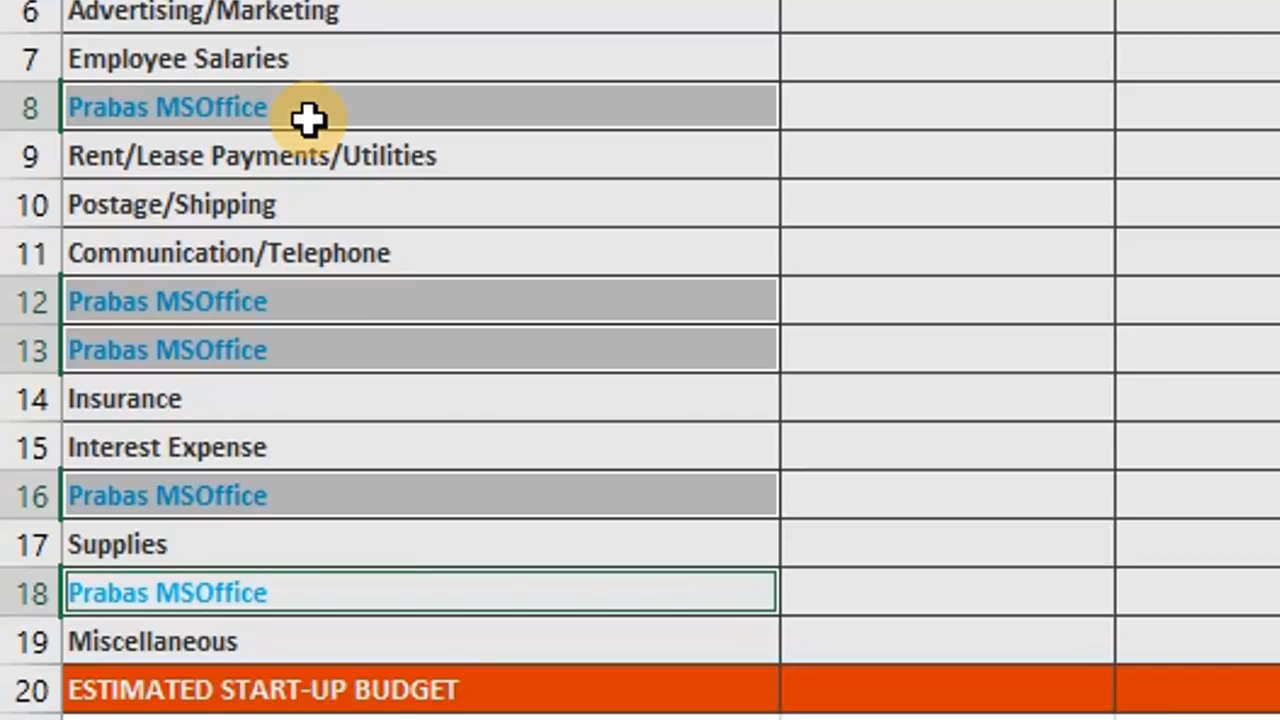 6 Advertising/Marketing
7 Employee Salaries
8 Prabas MSOffice
9 Rent/Lease Payments/Utilities
10 Postage/Shipping
11 Communication/Telephone
12 Prabas MSOffice
13 Prabas MSOffice
14 Insurance
15 Interest Expense
16 Prabas MSOffice
17 Supplies
18 Prabas MSOffice
19 Miscellaneous
20 ESTIMATED START-UP BUDGET